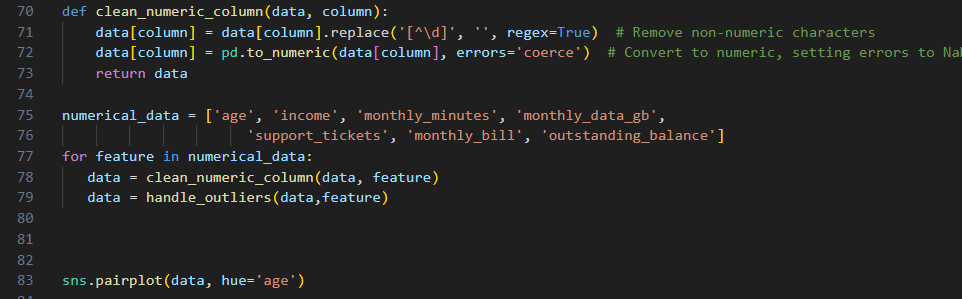 70 def clean_numeric_column(data, column):
71     data[column] = data[column].replace('[^\d]', '', regex=True)  # Remove non-numeric characters
72     data[column] = pd.to_numeric(data[column], errors='coerce')  # Convert to numeric, setting errors to Na
73     return data
74
75 numerical_data = ['age', 'income', 'monthly_minutes', 'monthly_data_gb',
76                   'support_tickets', 'monthly_bill', 'outstanding_balance']
77 for feature in numerical_data:
78    data = clean_numeric_column(data, feature)
79    data = handle_outliers(data,feature)
80
81
82
83 sns.pairplot(data, hue='age')